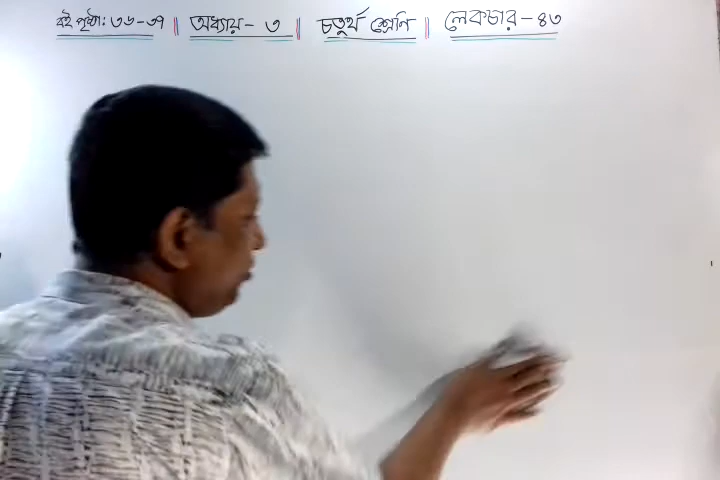 বই পৃষ্ঠা: ৩৬-৩৭ || অধ্যায়- ৩ || চতুর্থ শ্রেণি || লেকচার-৪৩